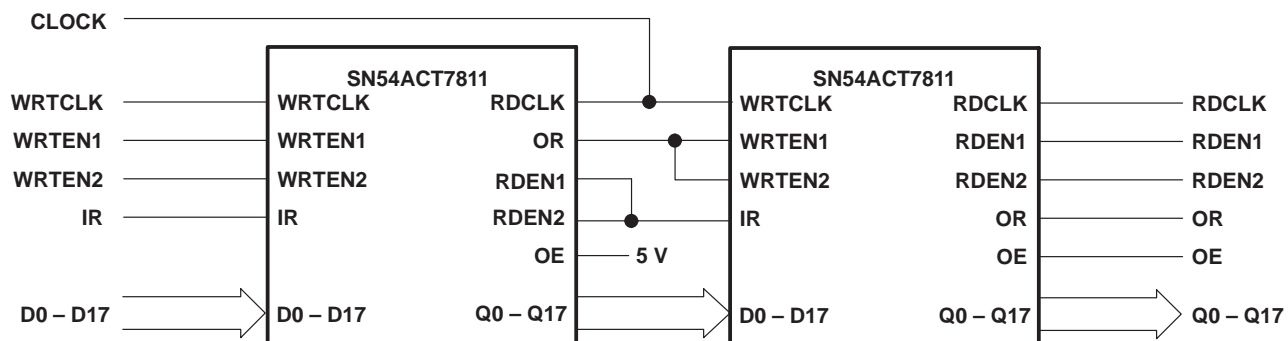 CLOCK
SN54ACT7811 SN54ACT7811
WRTCLK WRTCLK RDCLK WRTCLK RDCLK RDCLK
WRTEN1 WRTEN1 OR WRTEN1 RDEN1 RDEN1
WRTEN2 WRTEN2 RDEN1 WRTEN2 RDEN2 RDEN2
IR IR RDEN2 IR OR OR
OE 5 V OE OE
D0 – D17 D0 – D17 Q0 – Q17 D0 – D17 Q0 – Q17 Q0 – Q17